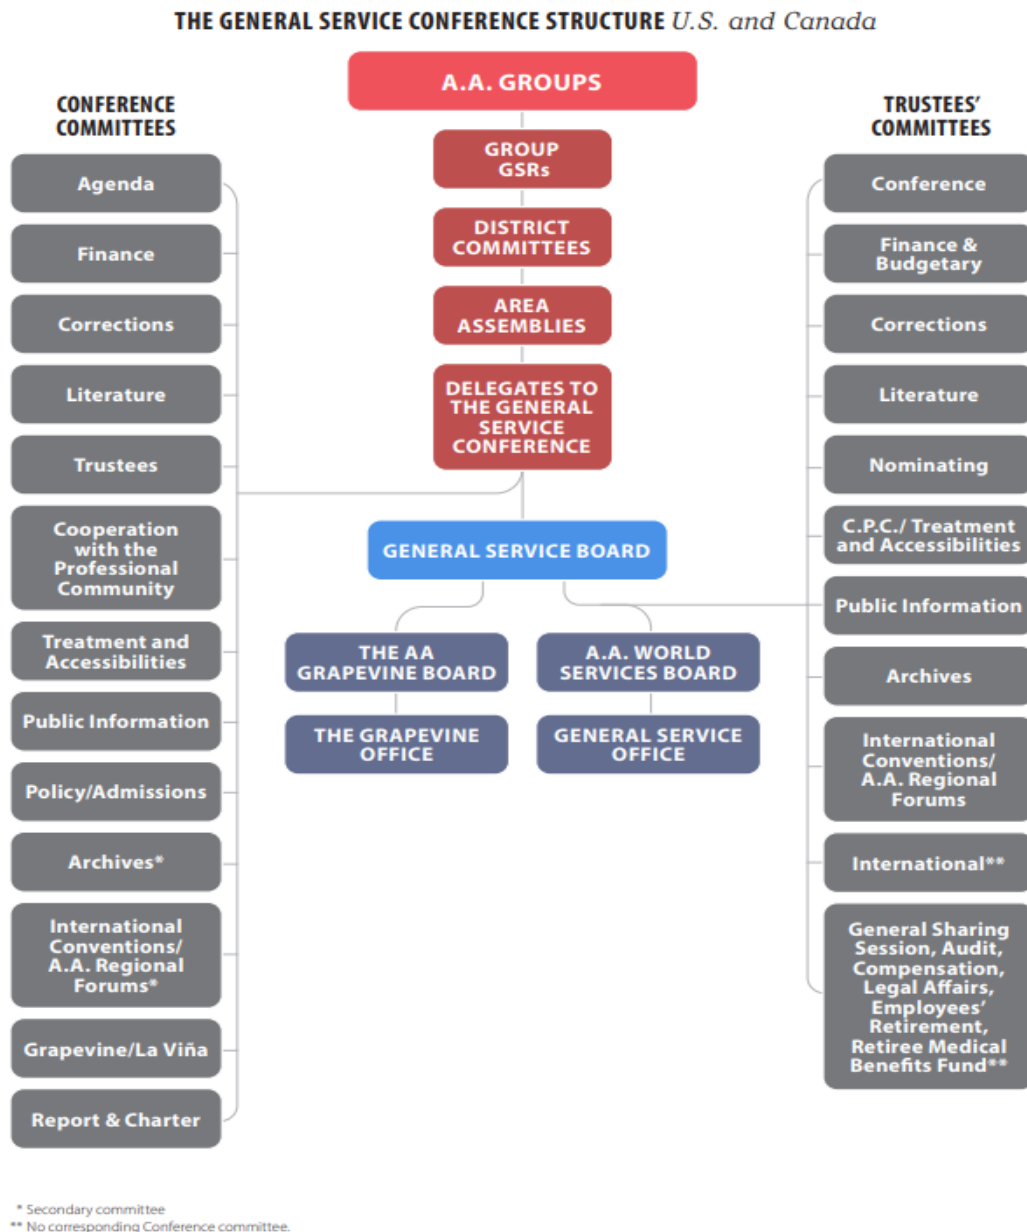 THE GENERAL SERVICE CONFERENCE STRUCTURE U.S. and Canada
CONFERENCE
COMMITTEES
Agenda
Finance
Corrections
Literature
Trustees
Cooperation
with the
Professional
Community
Treatment and
Accessibilities
Public Information
Policy/Admissions
Archives*
International
Conventions/
A.A. Regional
Forums*
Grapevine/La Viña
Report & Charter
A.A. GROUPS
GROUP
GSRs
DISTRICT
COMMITTEES
AREA
ASSEMBLIES
DELEGATES TO
THE GENERAL
SERVICE
CONFERENCE
GENERAL SERVICE BOARD
THE AA
GRAPEVINE BOARD
THE GRAPEVINE
OFFICE
A.A. WORLD
SERVICES BOARD
GENERAL SERVICE
OFFICE
TRUSTEES'
COMMITTEES
Conference
Finance &
Budgetary
Corrections
Literature
Nominating
C.P.C./ Treatment
and Accessibilities
Public Information
Archives
International
Conventions/
A.A. Regional
Forums
International**
General Sharing
Session, Audit,
Compensation,
Legal Affairs,
Employees'
Retirement,
Retiree Medical
Benefits Fund**
* Secondary committee
** No corresponding Conference committee.